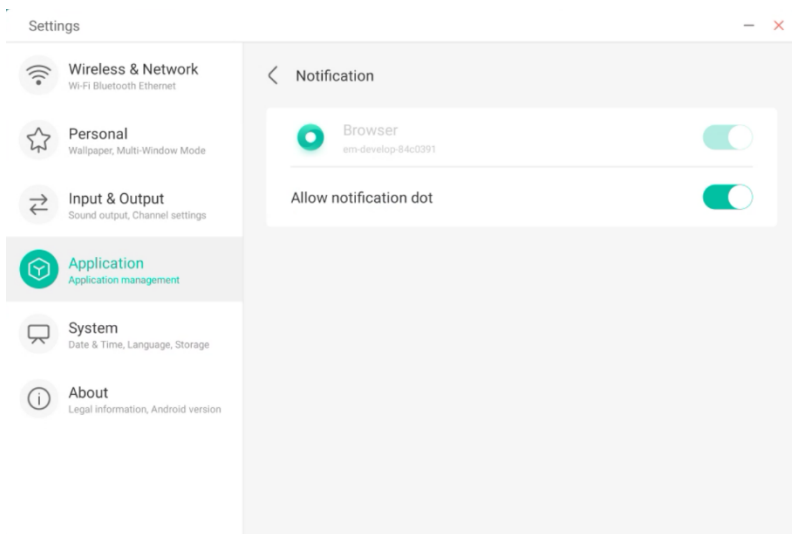 Settings
Wireless & Network
Wi-Fi Bluetooth Ethernet
Personal
Wallpaper, Multi-Window Mode
Input & Output
Sound output, Channel settings
Application
Application management
System
Date & Time, Language, Storage
About
Legal information, Android version
Notification
Browser
em-develop-84c0391
Allow notification dot